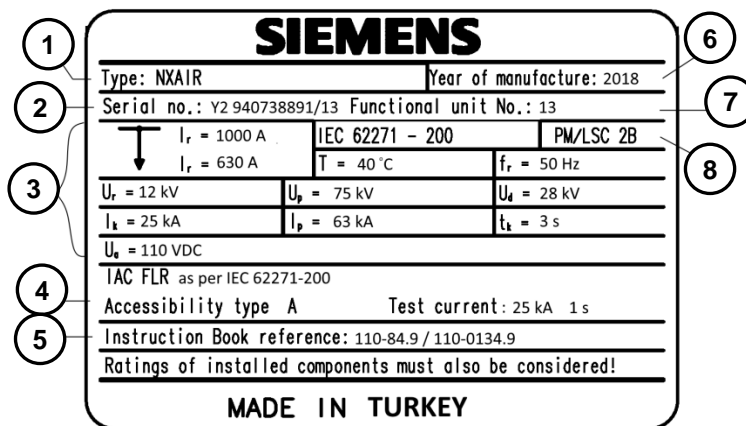 SIEMENS
1
6
Type: NXAIR
Year of manufacture: 2018
2
Serial no.: Y2 940738891/13 Functional unit No.: 13
7
3
Iᵣ = 1000 A
IEC 62271 - 200
PM/LSC 2B
8
Iᵣ = 630 A
T = 40 °C
fᵣ = 50 Hz
Uᵣ = 12 kV
Uₚ = 75 kV
U_d = 28 kV
Iₖ = 25 kA
Iₚ = 63 kA
tₖ = 3 s
Uₐ = 110 VDC
4
IAC FLR as per IEC 62271-200
Accessibility type A
Test current: 25 kA 1 s
5
Instruction Book reference: 110-84.9 / 110-0134.9
Ratings of installed components must also be considered!
MADE IN TURKEY